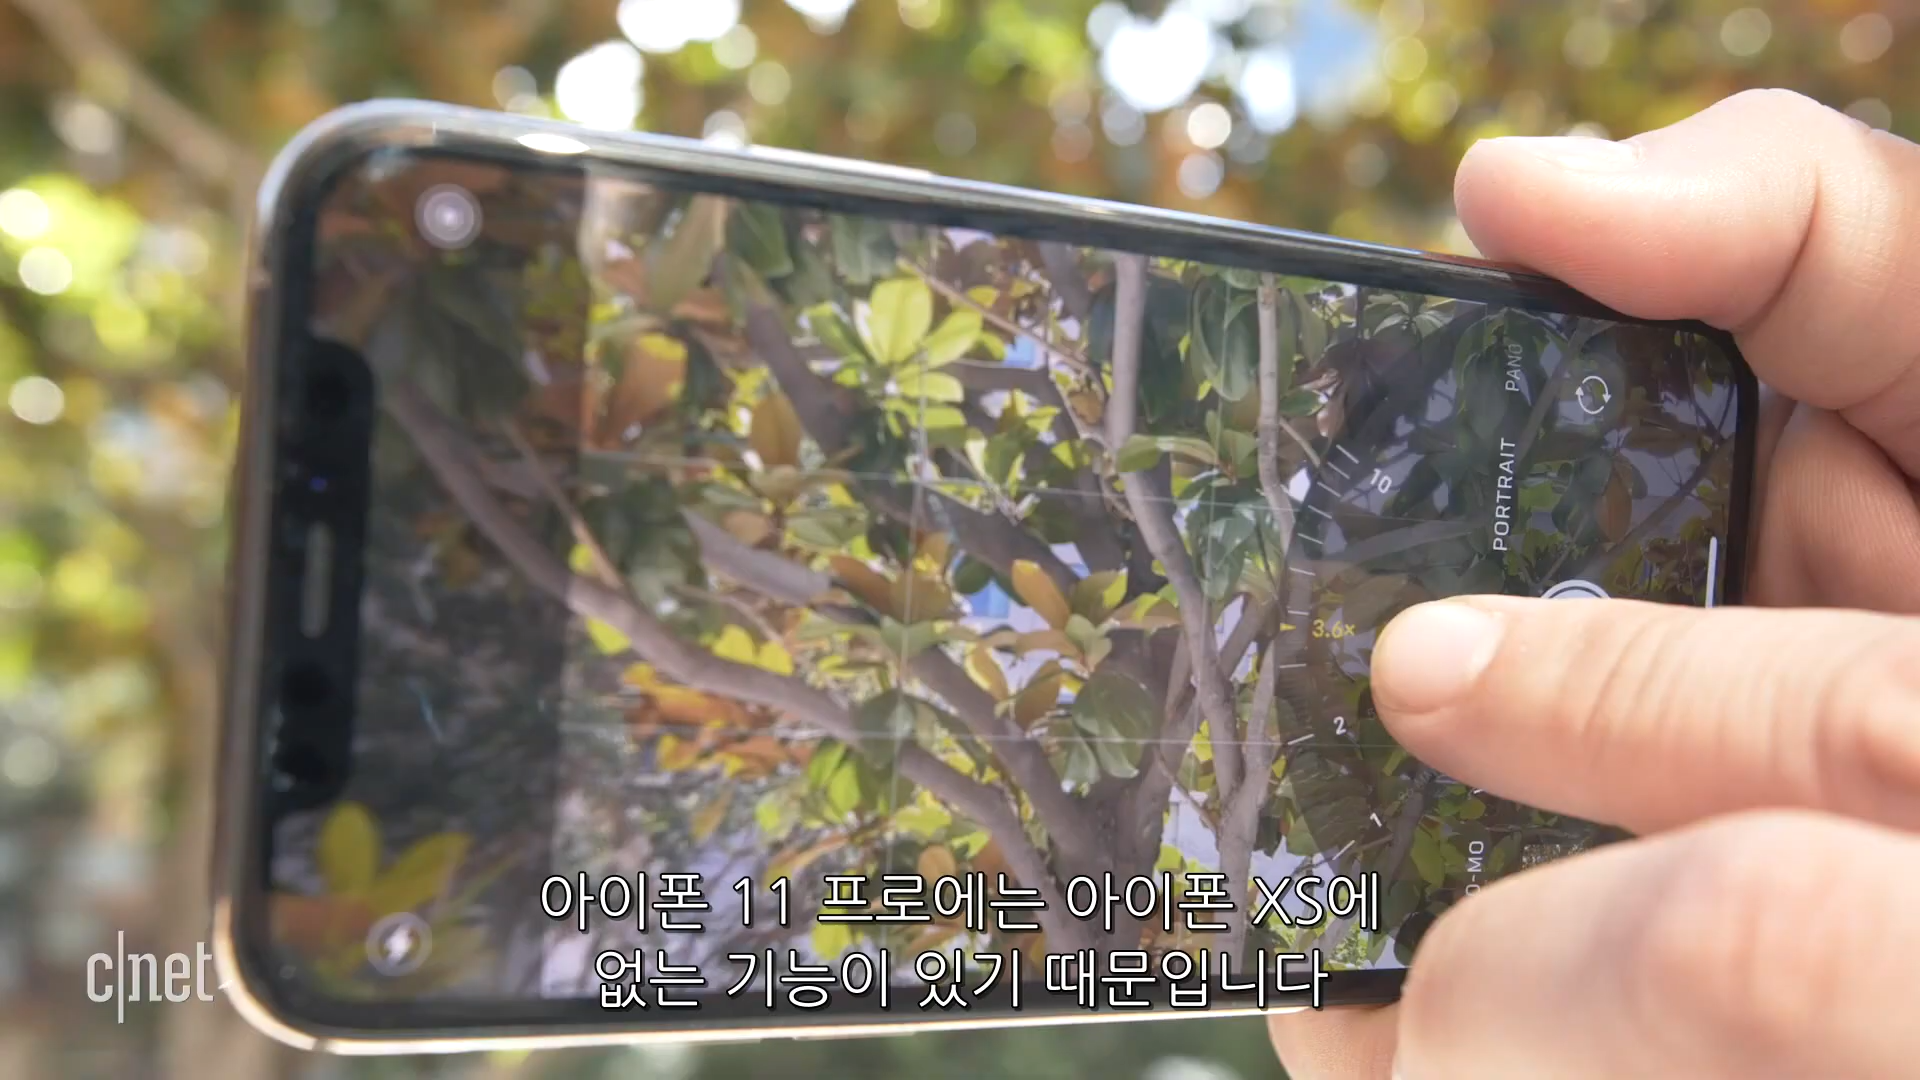 PANO
PORTRAIT
10
3.6×
2
1
O-MO
아이폰 11 프로에는 아이폰 XS에
없는 기능이 있기 때문입니다
c|net